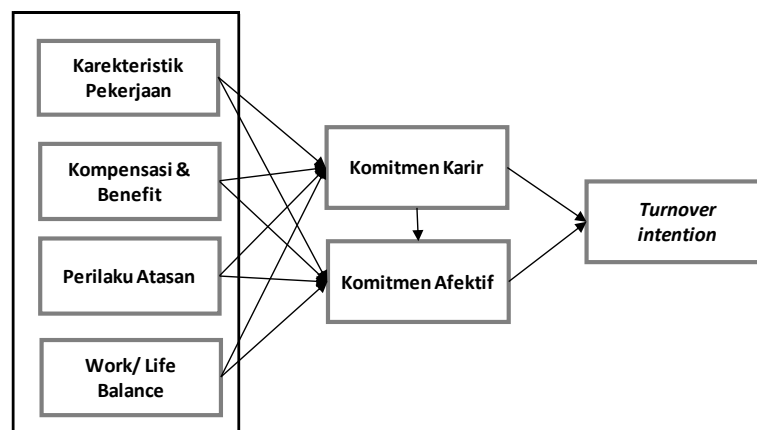 Karekteristik
Pekerjaan
Kompensasi &
Benefit
Perilaku Atasan
Work/ Life
Balance
Komitmen Karir
Komitmen Afektif
Turnover
intention